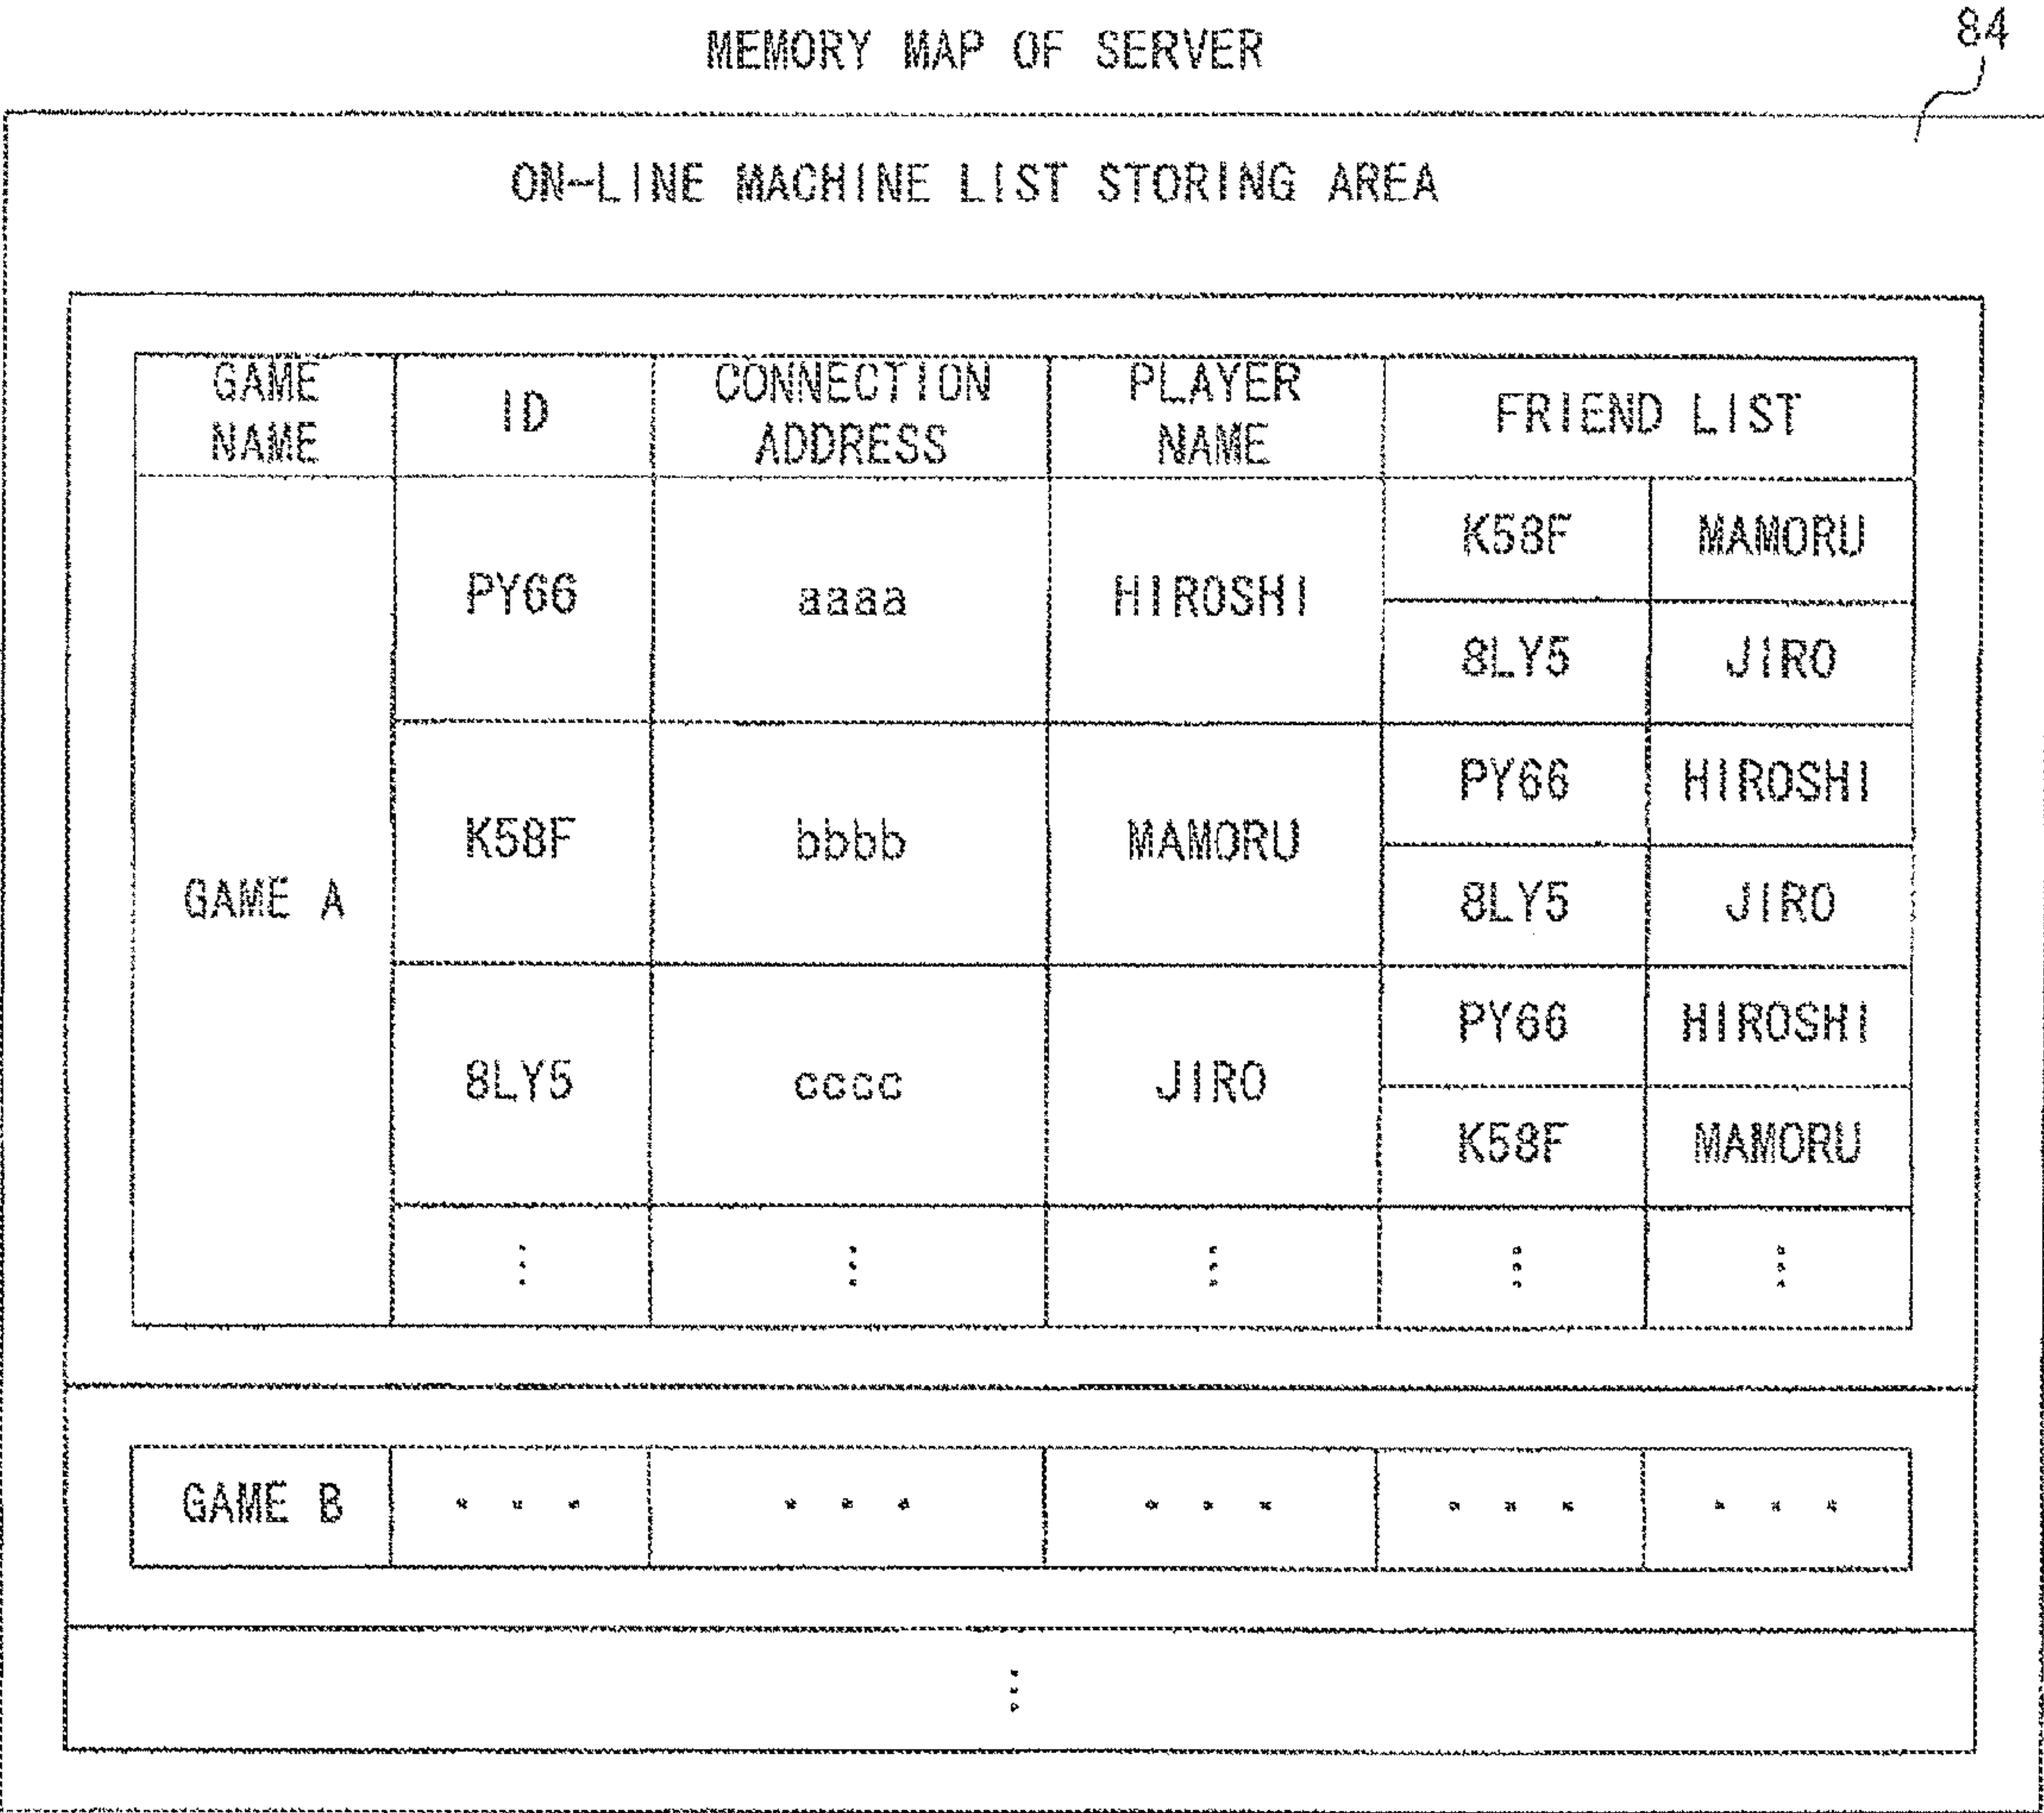 84
MEMORY MAP OF SERVER
ON-LINE MACHINE LIST STORING AREA
GAME NAME ID CONNECTION ADDRESS PLAYER NAME FRIEND LIST
GAME A
PY66 aaaa HIROSHI K58F MAMORU
8LY5 JIRO
K58F bbbb MAMORU PY66 HIROSHI
8LY5 JIRO
8LY5 cccc JIRO PY66 HIROSHI
K58F MAMORU
GAME B